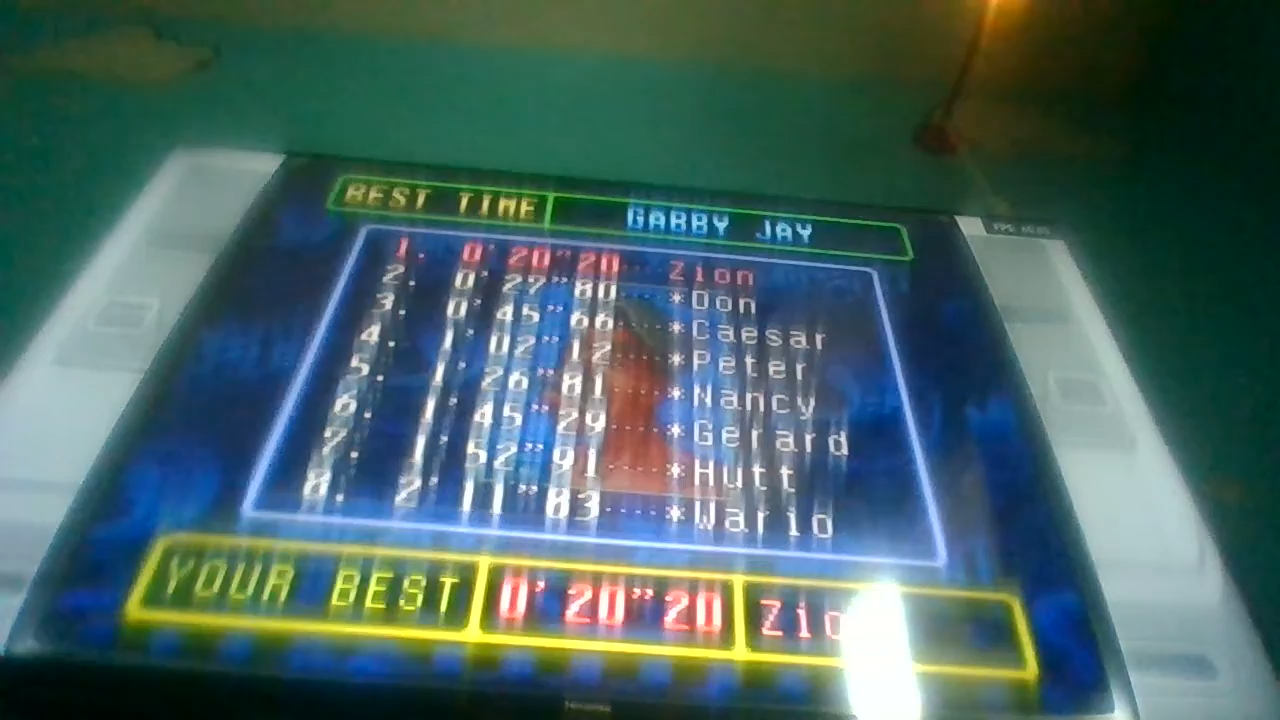 BEST TIME GABBY JAY
1. 0'20"20... Zion
2. 0'27"80....*Don
3. 0'45"66....*Caesar
4. 1'02"12....*Peter
5. 1'26"81....*Nancy
6. 1'45"29....*Gerard
7. 1'52"91....*Hutt
8. 2'11"03....*Wario
YOUR BEST 0'20"20